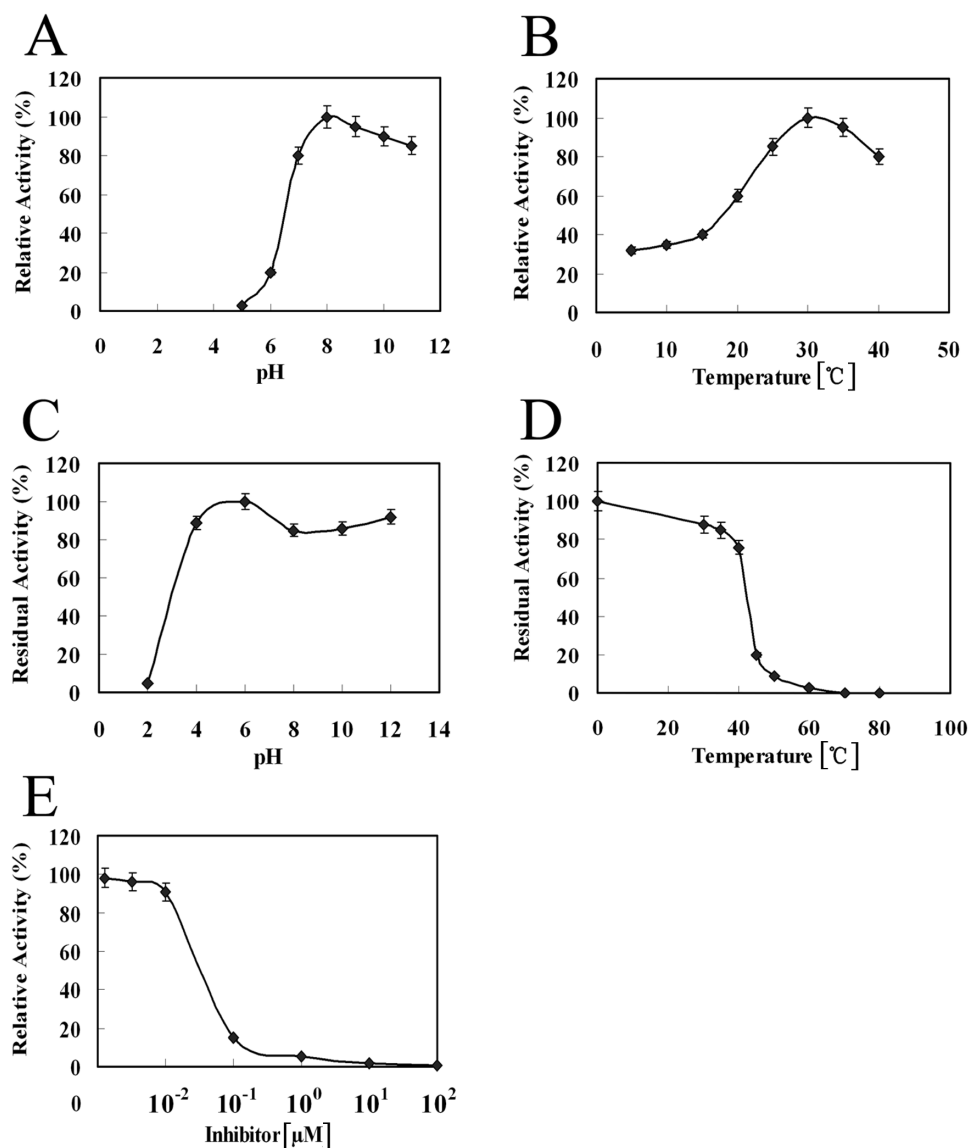 A
120
100
80
60
40
20
0
Relative Activity (%)
0 2 4 6 8 10 12
pH
B
120
100
80
60
40
20
0
Relative Activity (%)
0 10 20 30 40 50
Temperature [℃]
C
120
100
80
60
40
20
0
Residual Activity (%)
0 2 4 6 8 10 12 14
pH
D
120
100
80
60
40
20
0
Residual Activity (%)
0 20 40 60 80 100
Temperature [℃]
E
120
100
80
60
40
20
0
Relative Activity (%)
0 10⁻² 10⁻¹ 10⁰ 10¹ 10²
Inhibitor [μM]